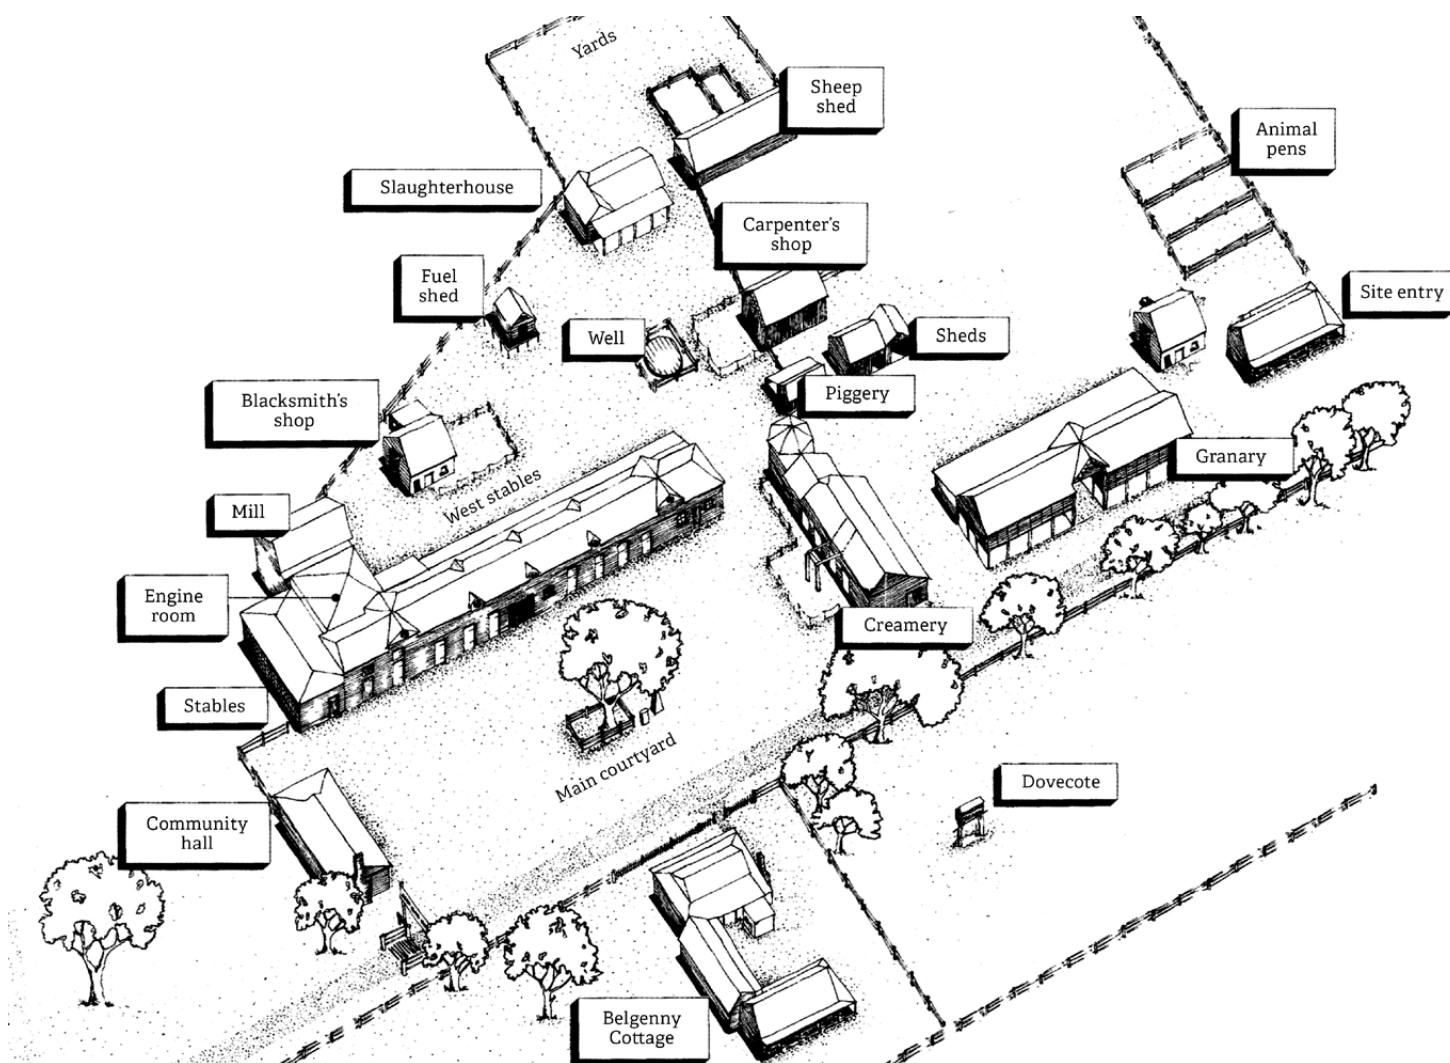 Yards
Sheep
shed
Animal
pens
Slaughterhouse
Carpenter's
shop
Fuel
shed
Site entry
Well
Sheds
Piggery
Blacksmith's
shop
Granary
West stables
Mill
Engine
room
Creamery
Stables
Main courtyard
Dovecote
Community
hall
Belgenny
Cottage